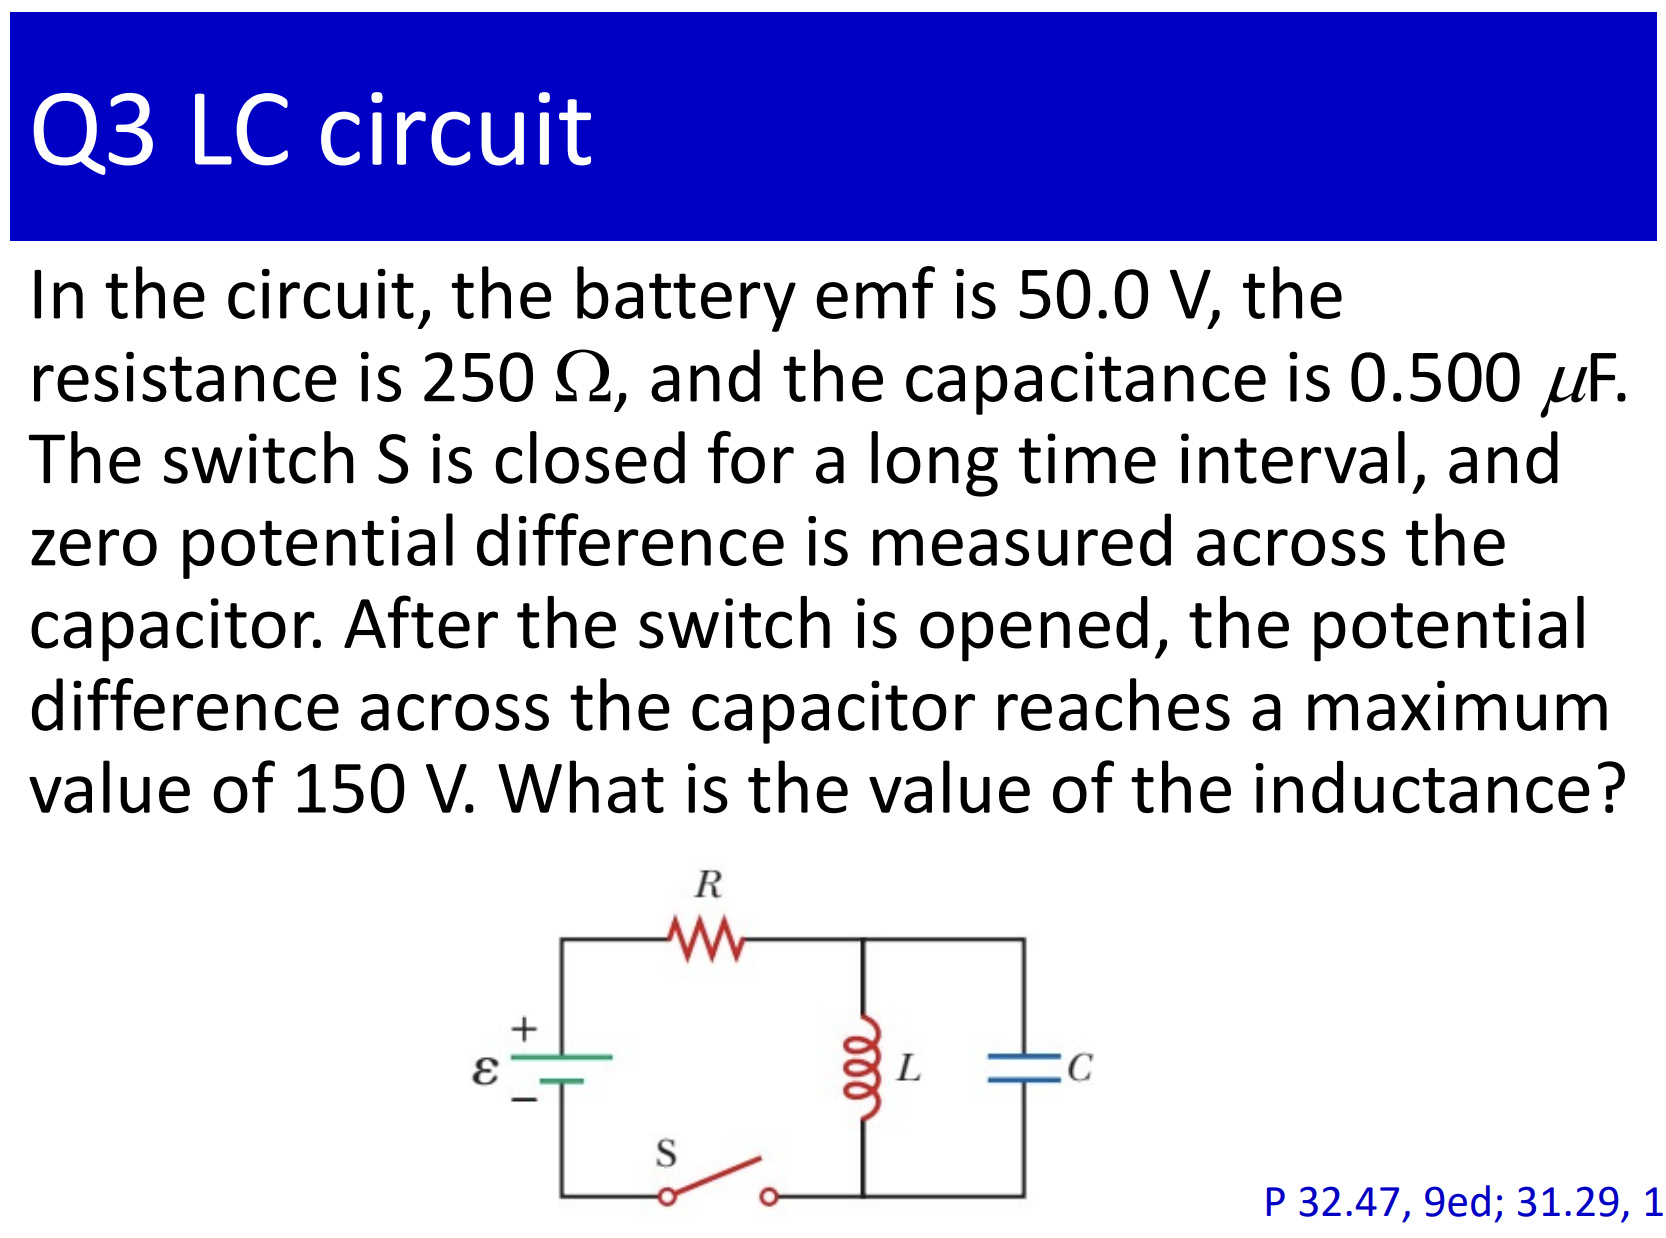 Q3 LC circuit
In the circuit, the battery emf is 50.0 V, the
resistance is 250 Ω, and the capacitance is 0.500 μF.
The switch S is closed for a long time interval, and
zero potential difference is measured across the
capacitor. After the switch is opened, the potential
difference across the capacitor reaches a maximum
value of 150 V. What is the value of the inductance?
R
+
ε
−
L
C
S
P 32.47, 9ed; 31.29, 1